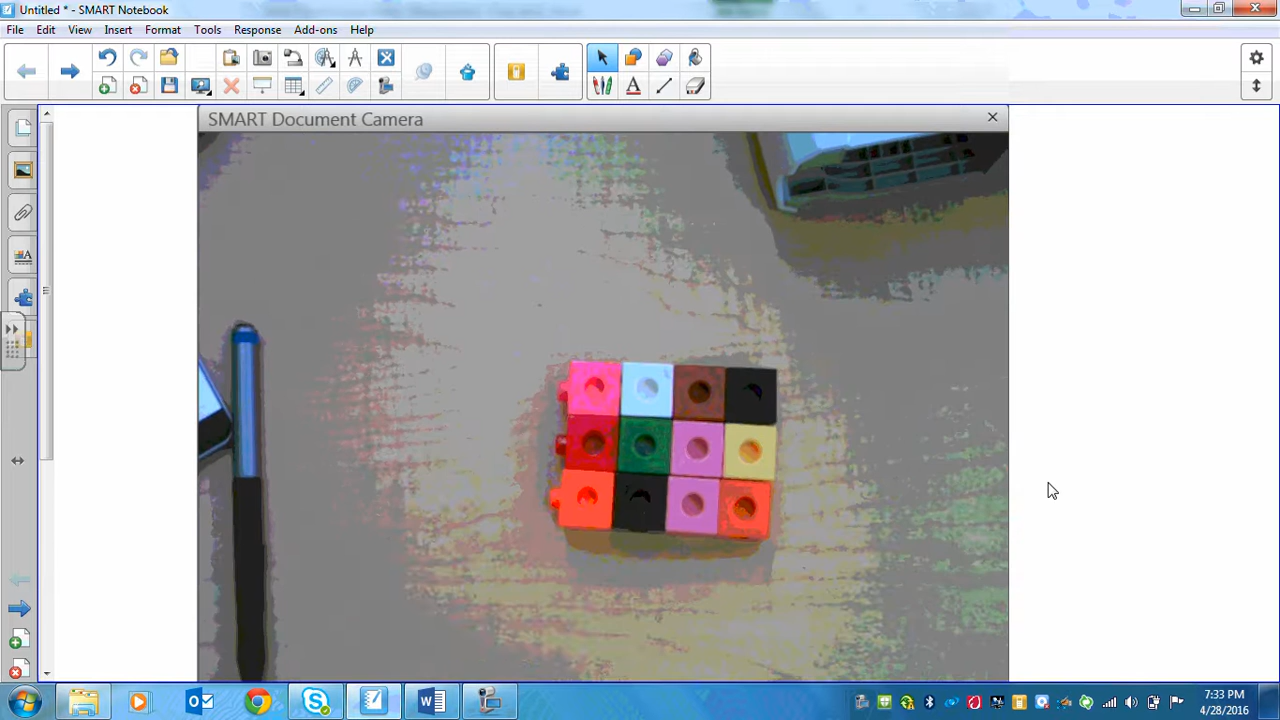 Untitled * - SMART Notebook
File Edit View Insert Format Tools Response Add-ons Help
SMART Document Camera
7:33 PM
4/28/2016